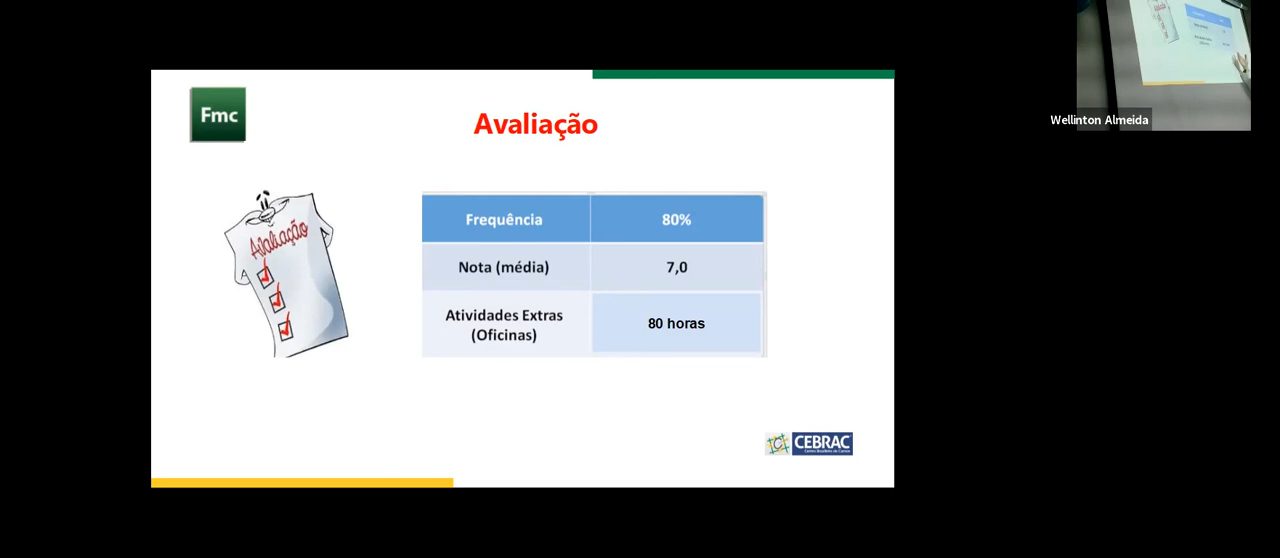 Fmc
Avaliação
Avaliação
Frequência 80%
Nota (média) 7,0
Atividades Extras
(Oficinas)
80 horas
CEBRAC
Centro Brasileiro de Cursos
Wellinton Almeida